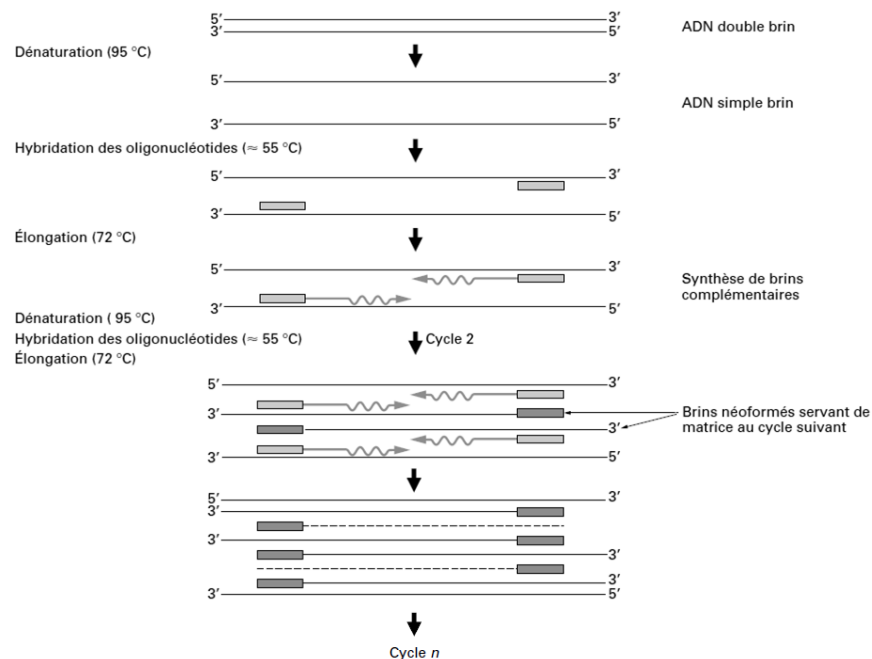 5′ 3′
3′ 5′
ADN double brin
Dénaturation (95 °C)
5′ 3′
ADN simple brin
3′ 5′
Hybridation des oligonucléotides (≈ 55 °C)
5′ 3′
3′ 5′
Élongation (72 °C)
5′ 3′
Synthèse de brins
complémentaires
3′ 5′
Dénaturation ( 95 °C)
Hybridation des oligonucléotides (≈ 55 °C)
Cycle 2
Élongation (72 °C)
5′ 3′
3′
Brins néoformés servant de
3′
matrice au cycle suivant
3′ 5′
5′ 3′
3′
3′
3′
3′
3′ 5′
Cycle n